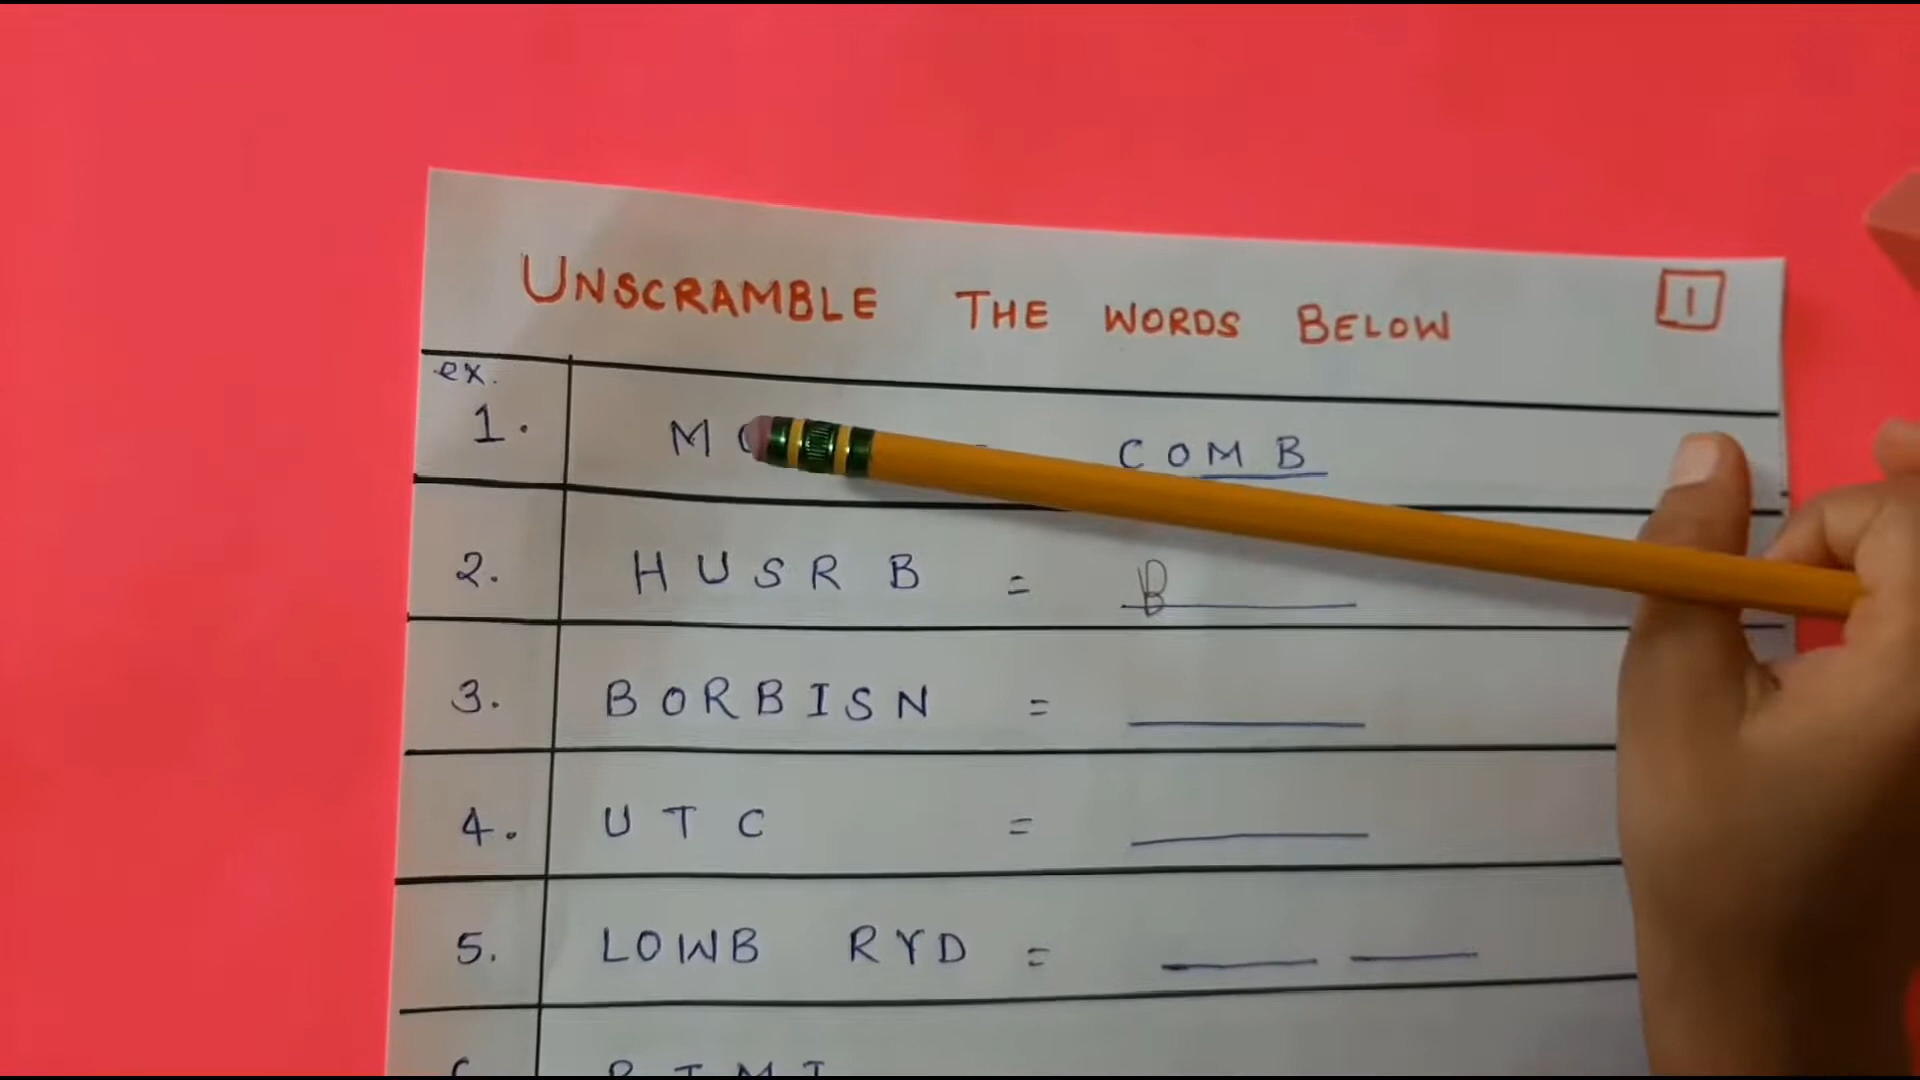 UNSCRAMBLE THE WORDS BELOW 1
ex.
1. COMB
2. HUSRB = B
3. BORBISN =
4. UTC =
5. LOWB RYD =